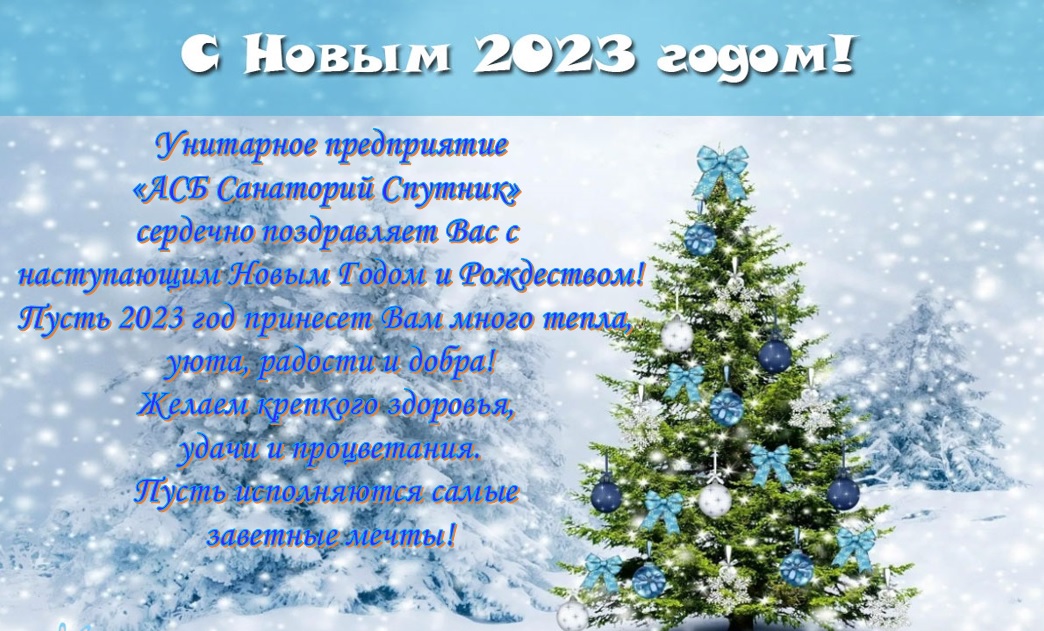 С Новым 2023 годом!
Унитарное предприятие
«АСБ Санаторий Спутник»
сердечно поздравляет Вас с
наступающим Новым Годом и Рождеством!
Пусть 2023 год принесет Вам много тепла,
уюта, радости и добра!
Желаем крепкого здоровья,
удачи и процветания.
Пусть исполняются самые
заветные мечты!